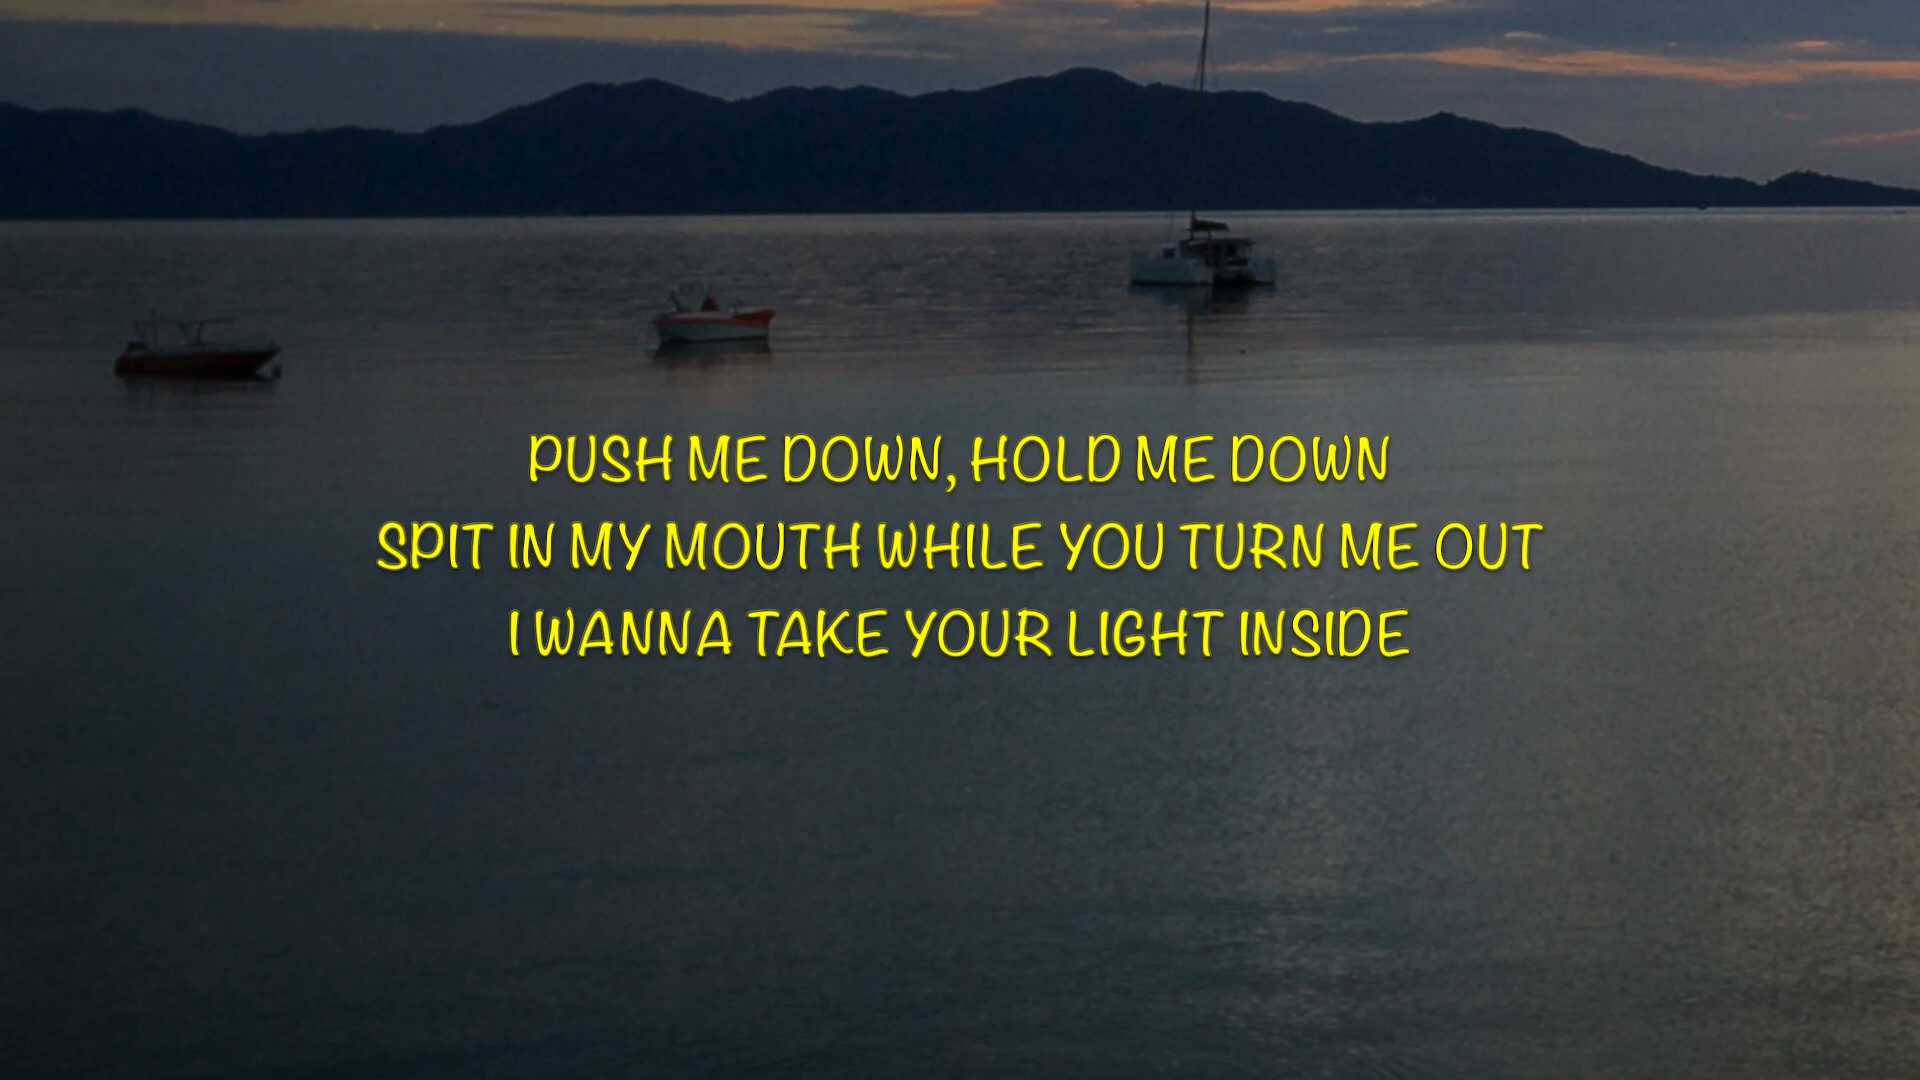 PUSH ME DOWN, HOLD ME DOWN
SPIT IN MY MOUTH WHILE YOU TURN ME OUT
I WANNA TAKE YOUR LIGHT INSIDE